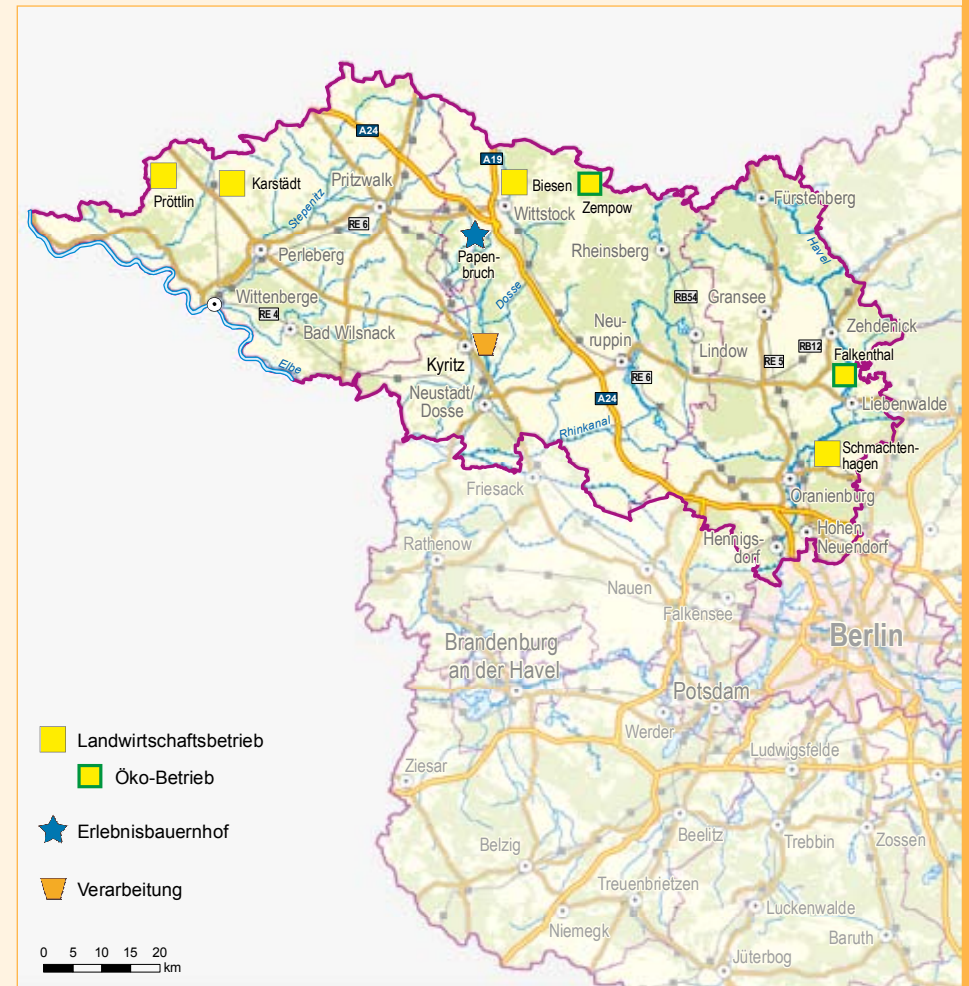 A24
A19
Pröttlin
Karstädt
Pritzwalk
Biesen
Zempow
Wittstock
Fürstenberg
Stepenitz
RE 6
Perleberg
Papen-
bruch
Rheinsberg
Havel
Dosse
Wittenberge
RE 4
Bad Wilsnack
RB54
Gransee
Neu-
ruppin
Lindow
Zehdenick
RB12
Falkenthal
RE 5
Elbe
Kyritz
RE 6
Neustadt/
Dosse
A24
Liebenwalde
Rhinkanal
Schmachten-
hagen
Friesack
Oranienburg
Rathenow
Hennigs-
dorf
Hohen
Neuendorf
Nauen
Falkensee
Berlin
Brandenburg
an der Havel
Potsdam
Werder
Ludwigsfelde
Ziesar
Beelitz
Trebbin
Zossen
Belzig
Treuenbrietzen
Luckenwalde
Niemegk
Baruth
Jüterbog
Landwirtschaftsbetrieb
Öko-Betrieb
Erlebnisbauernhof
Verarbeitung
0 5 10 15 20
km